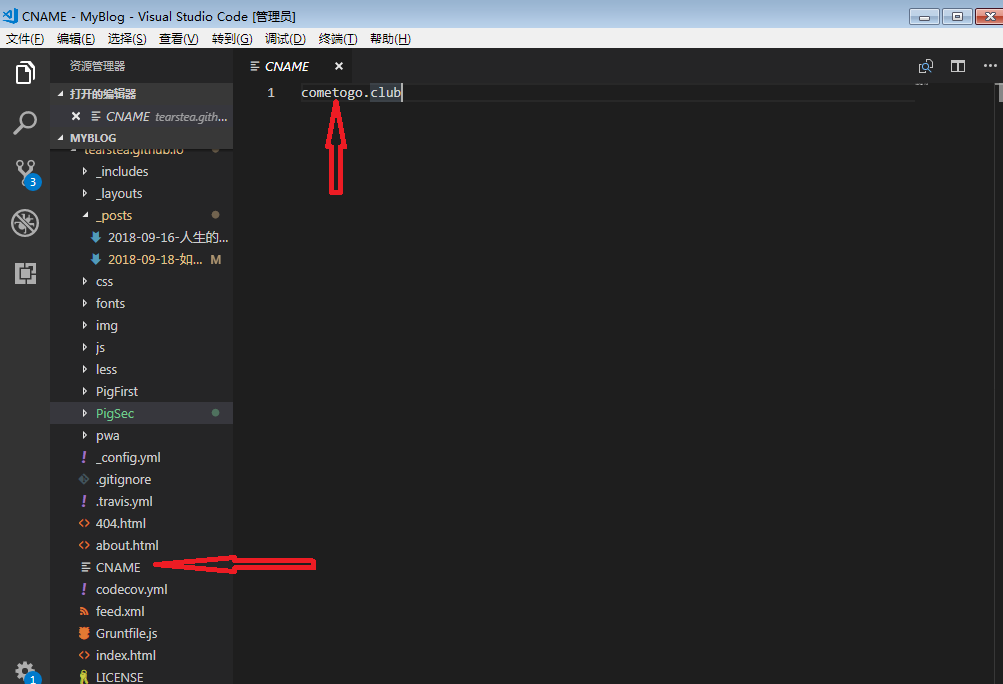 CNAME - MyBlog - Visual Studio Code [管理员]
文件(F) 编辑(E) 选择(S) 查看(V) 转到(G) 调试(D) 终端(T) 帮助(H)
资源管理器
CNAME
打开的编辑器
1 cometogo.club
CNAME tearstea.gith...
MYBLOG
tearstea.github.io
_includes
3
_layouts
_posts
2018-09-16-人生的...
2018-09-18-如... M
css
fonts
img
js
less
PigFirst
PigSec
pwa
! _config.yml
.gitignore
! .travis.yml
404.html
about.html
CNAME
! codecov.yml
feed.xml
Gruntfile.js
index.html
LICENSE
1